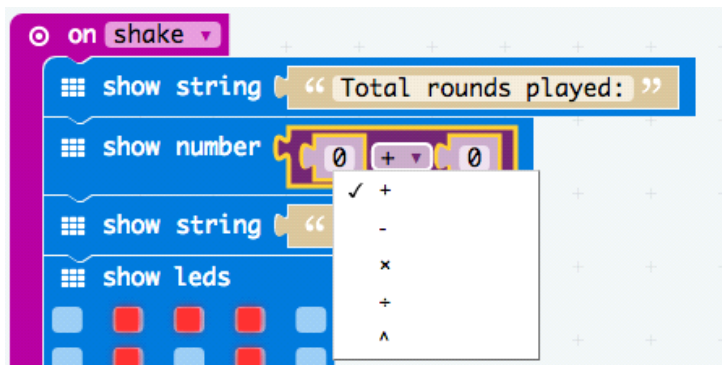 on shake ▾
show string “ Total rounds played: ”
show number 0 + ▾ 0
✓ +
-
×
÷
^
show string “
show leds